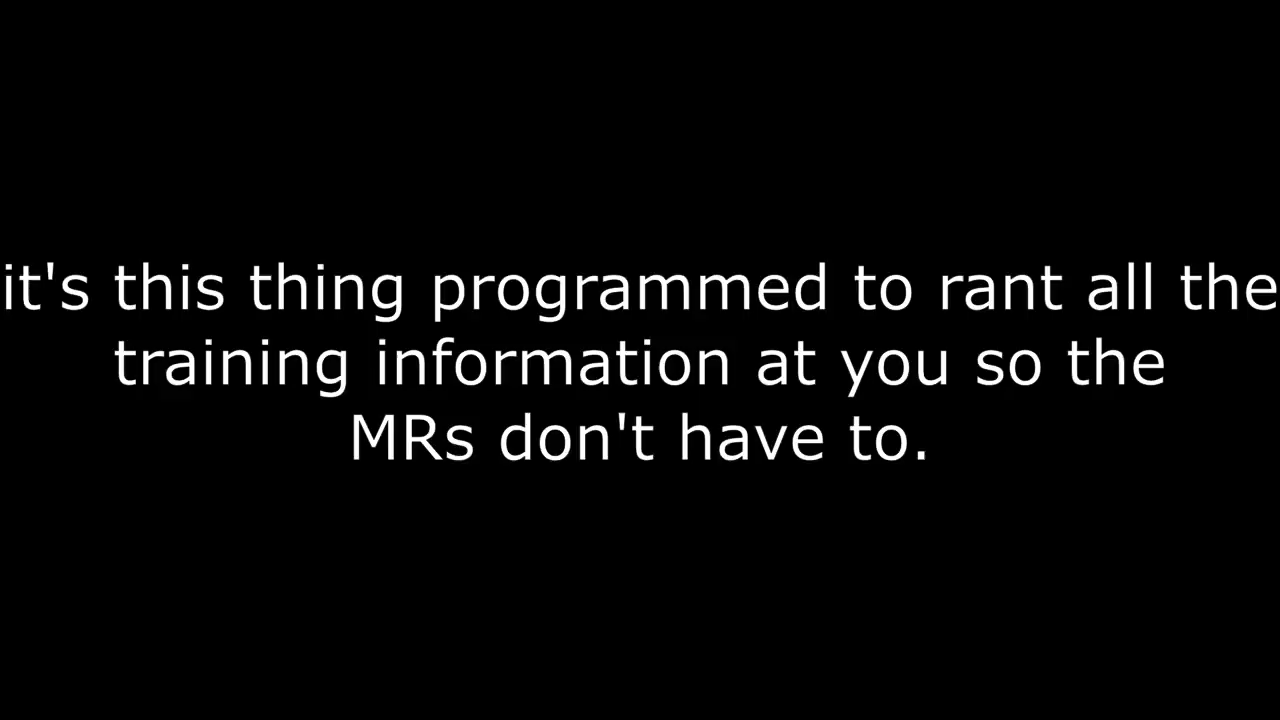 it's this thing programmed to rant all the
training information at you so the
MRs don't have to.